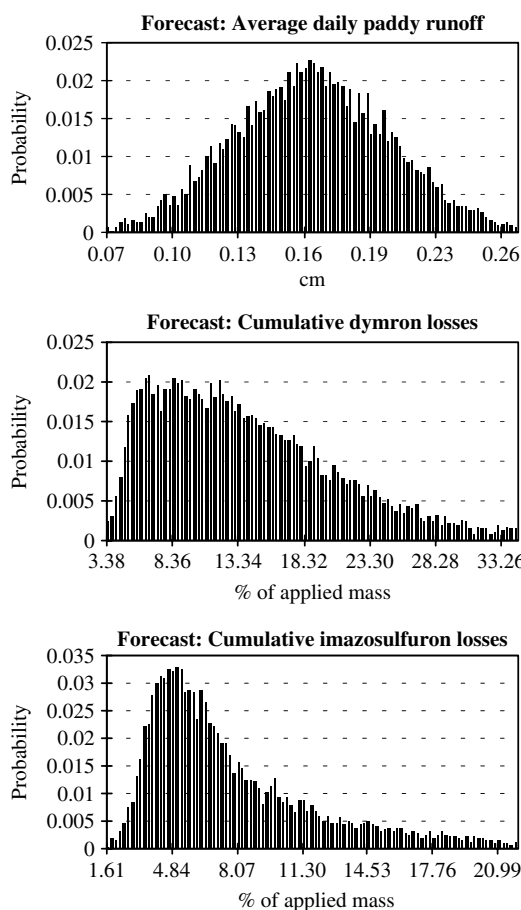 Forecast: Average daily paddy runoff
0.025
0.02
0.015
0.01
0.005
0
Probability
0.07 0.10 0.13 0.16 0.19 0.23 0.26
cm
Forecast: Cumulative dymron losses
0.025
0.02
0.015
0.01
0.005
0
Probability
3.38 8.36 13.34 18.32 23.30 28.28 33.26
% of applied mass
Forecast: Cumulative imazosulfuron losses
0.035
0.03
0.025
0.02
0.015
0.01
0.005
0
Probability
1.61 4.84 8.07 11.30 14.53 17.76 20.99
% of applied mass